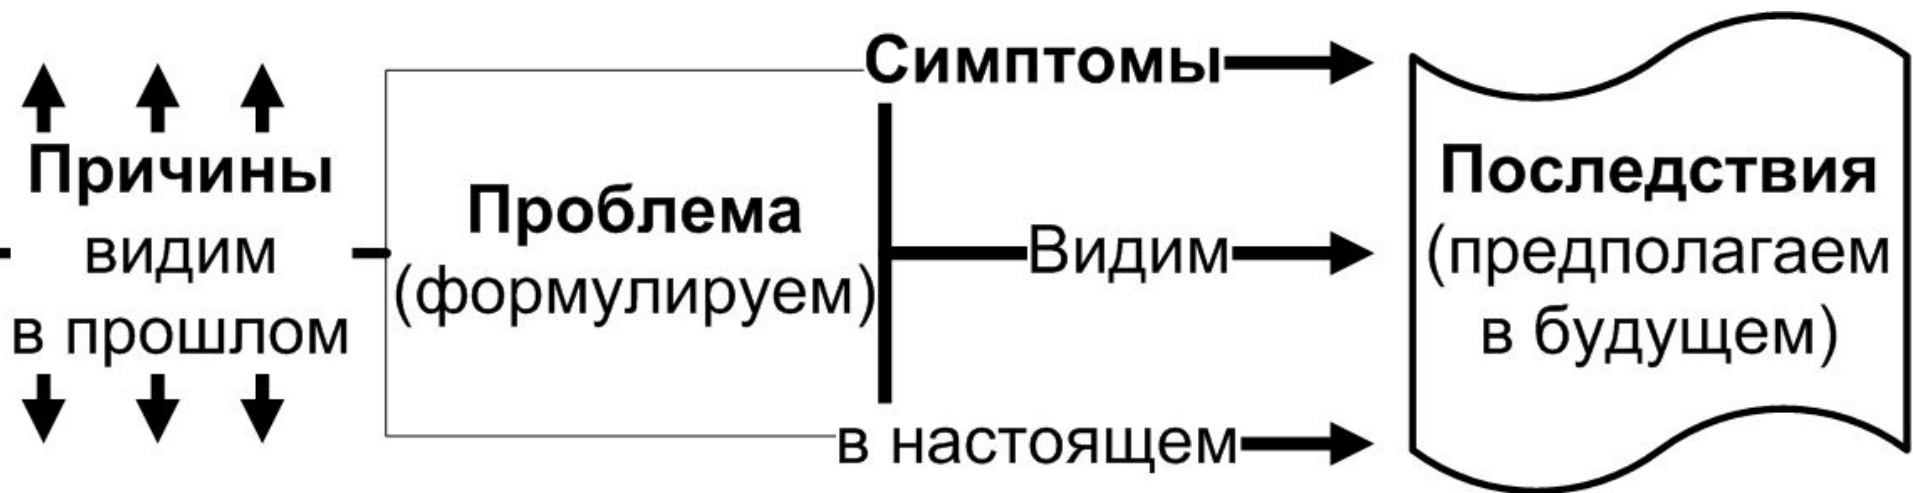 Причины
видим
в прошлом
Проблема
(формулируем)
Симптомы
Видим
в настоящем
Последствия
(предполагаем
в будущем)